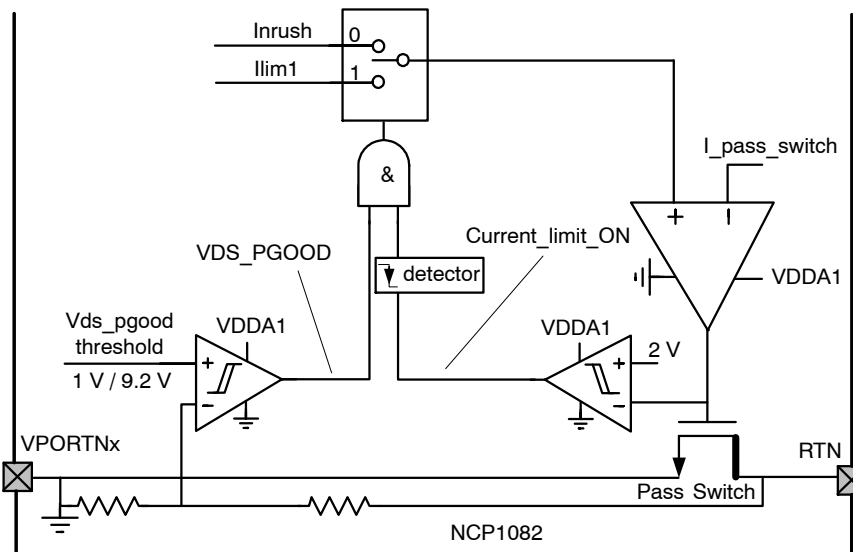 Inrush
0
Ilim1
1
I_pass_switch
&
+
–
VDS_PGOOD
Current_limit_ON
detector
VDDA1
Vds_pgood
threshold
1 V / 9.2 V
VDDA1
+
–
VDDA1
+
2 V
–
VPORTNx
RTN
Pass Switch
NCP1082